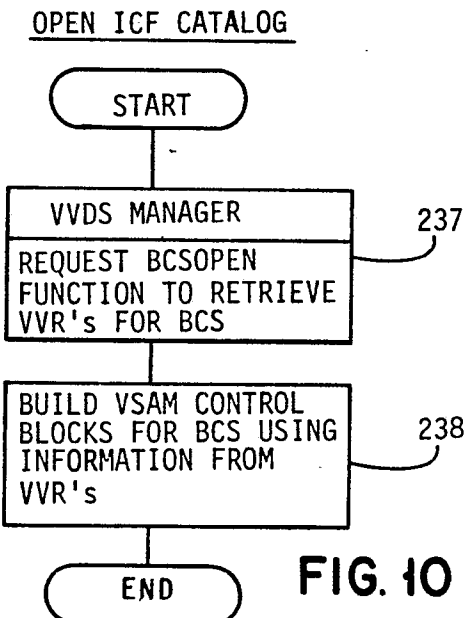 OPEN ICF CATALOG
START
VVDS MANAGER
237
REQUEST BCSOPEN
FUNCTION TO RETRIEVE
VVR's FOR BCS
BUILD VSAM CONTROL
BLOCKS FOR BCS USING
INFORMATION FROM
VVR's
238
END
FIG. 10